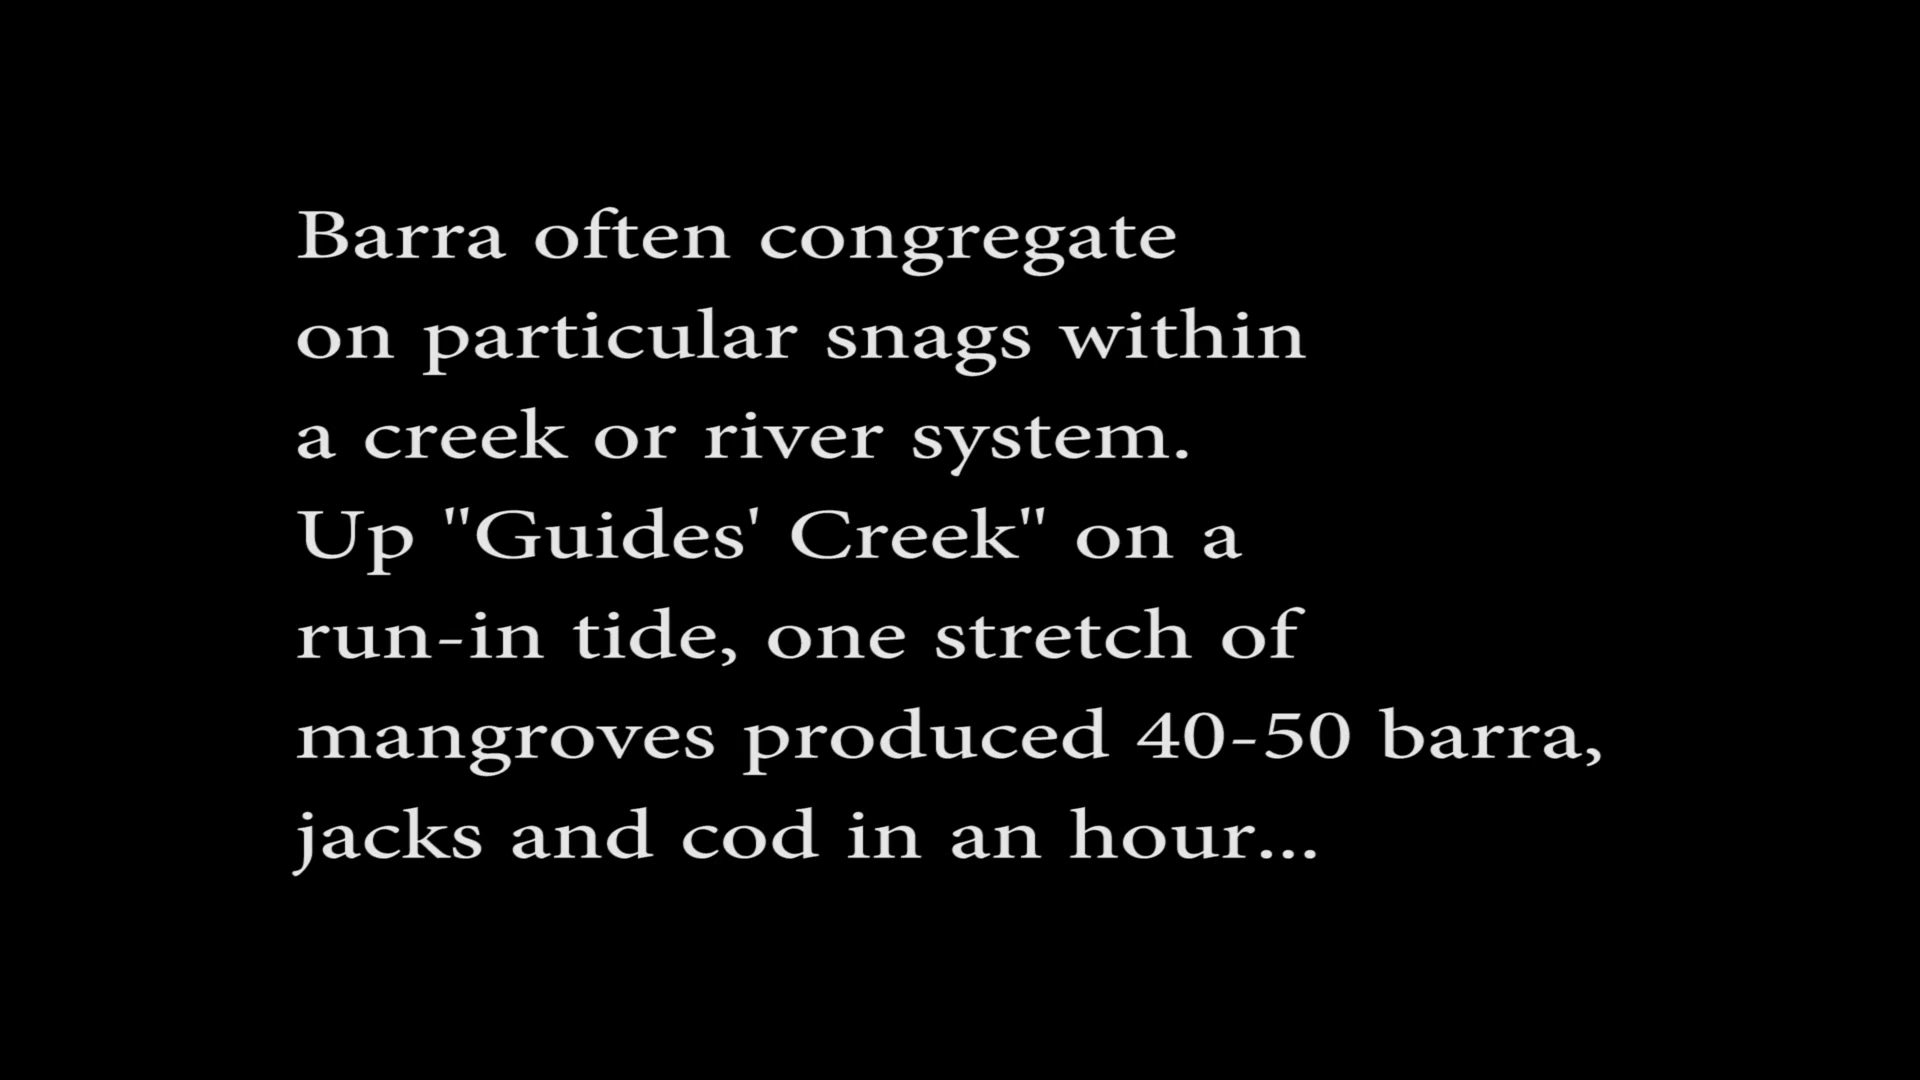 Barra often congregate
on particular snags within
a creek or river system.
Up "Guides' Creek" on a
run-in tide, one stretch of
mangroves produced 40-50 barra,
jacks and cod in an hour...